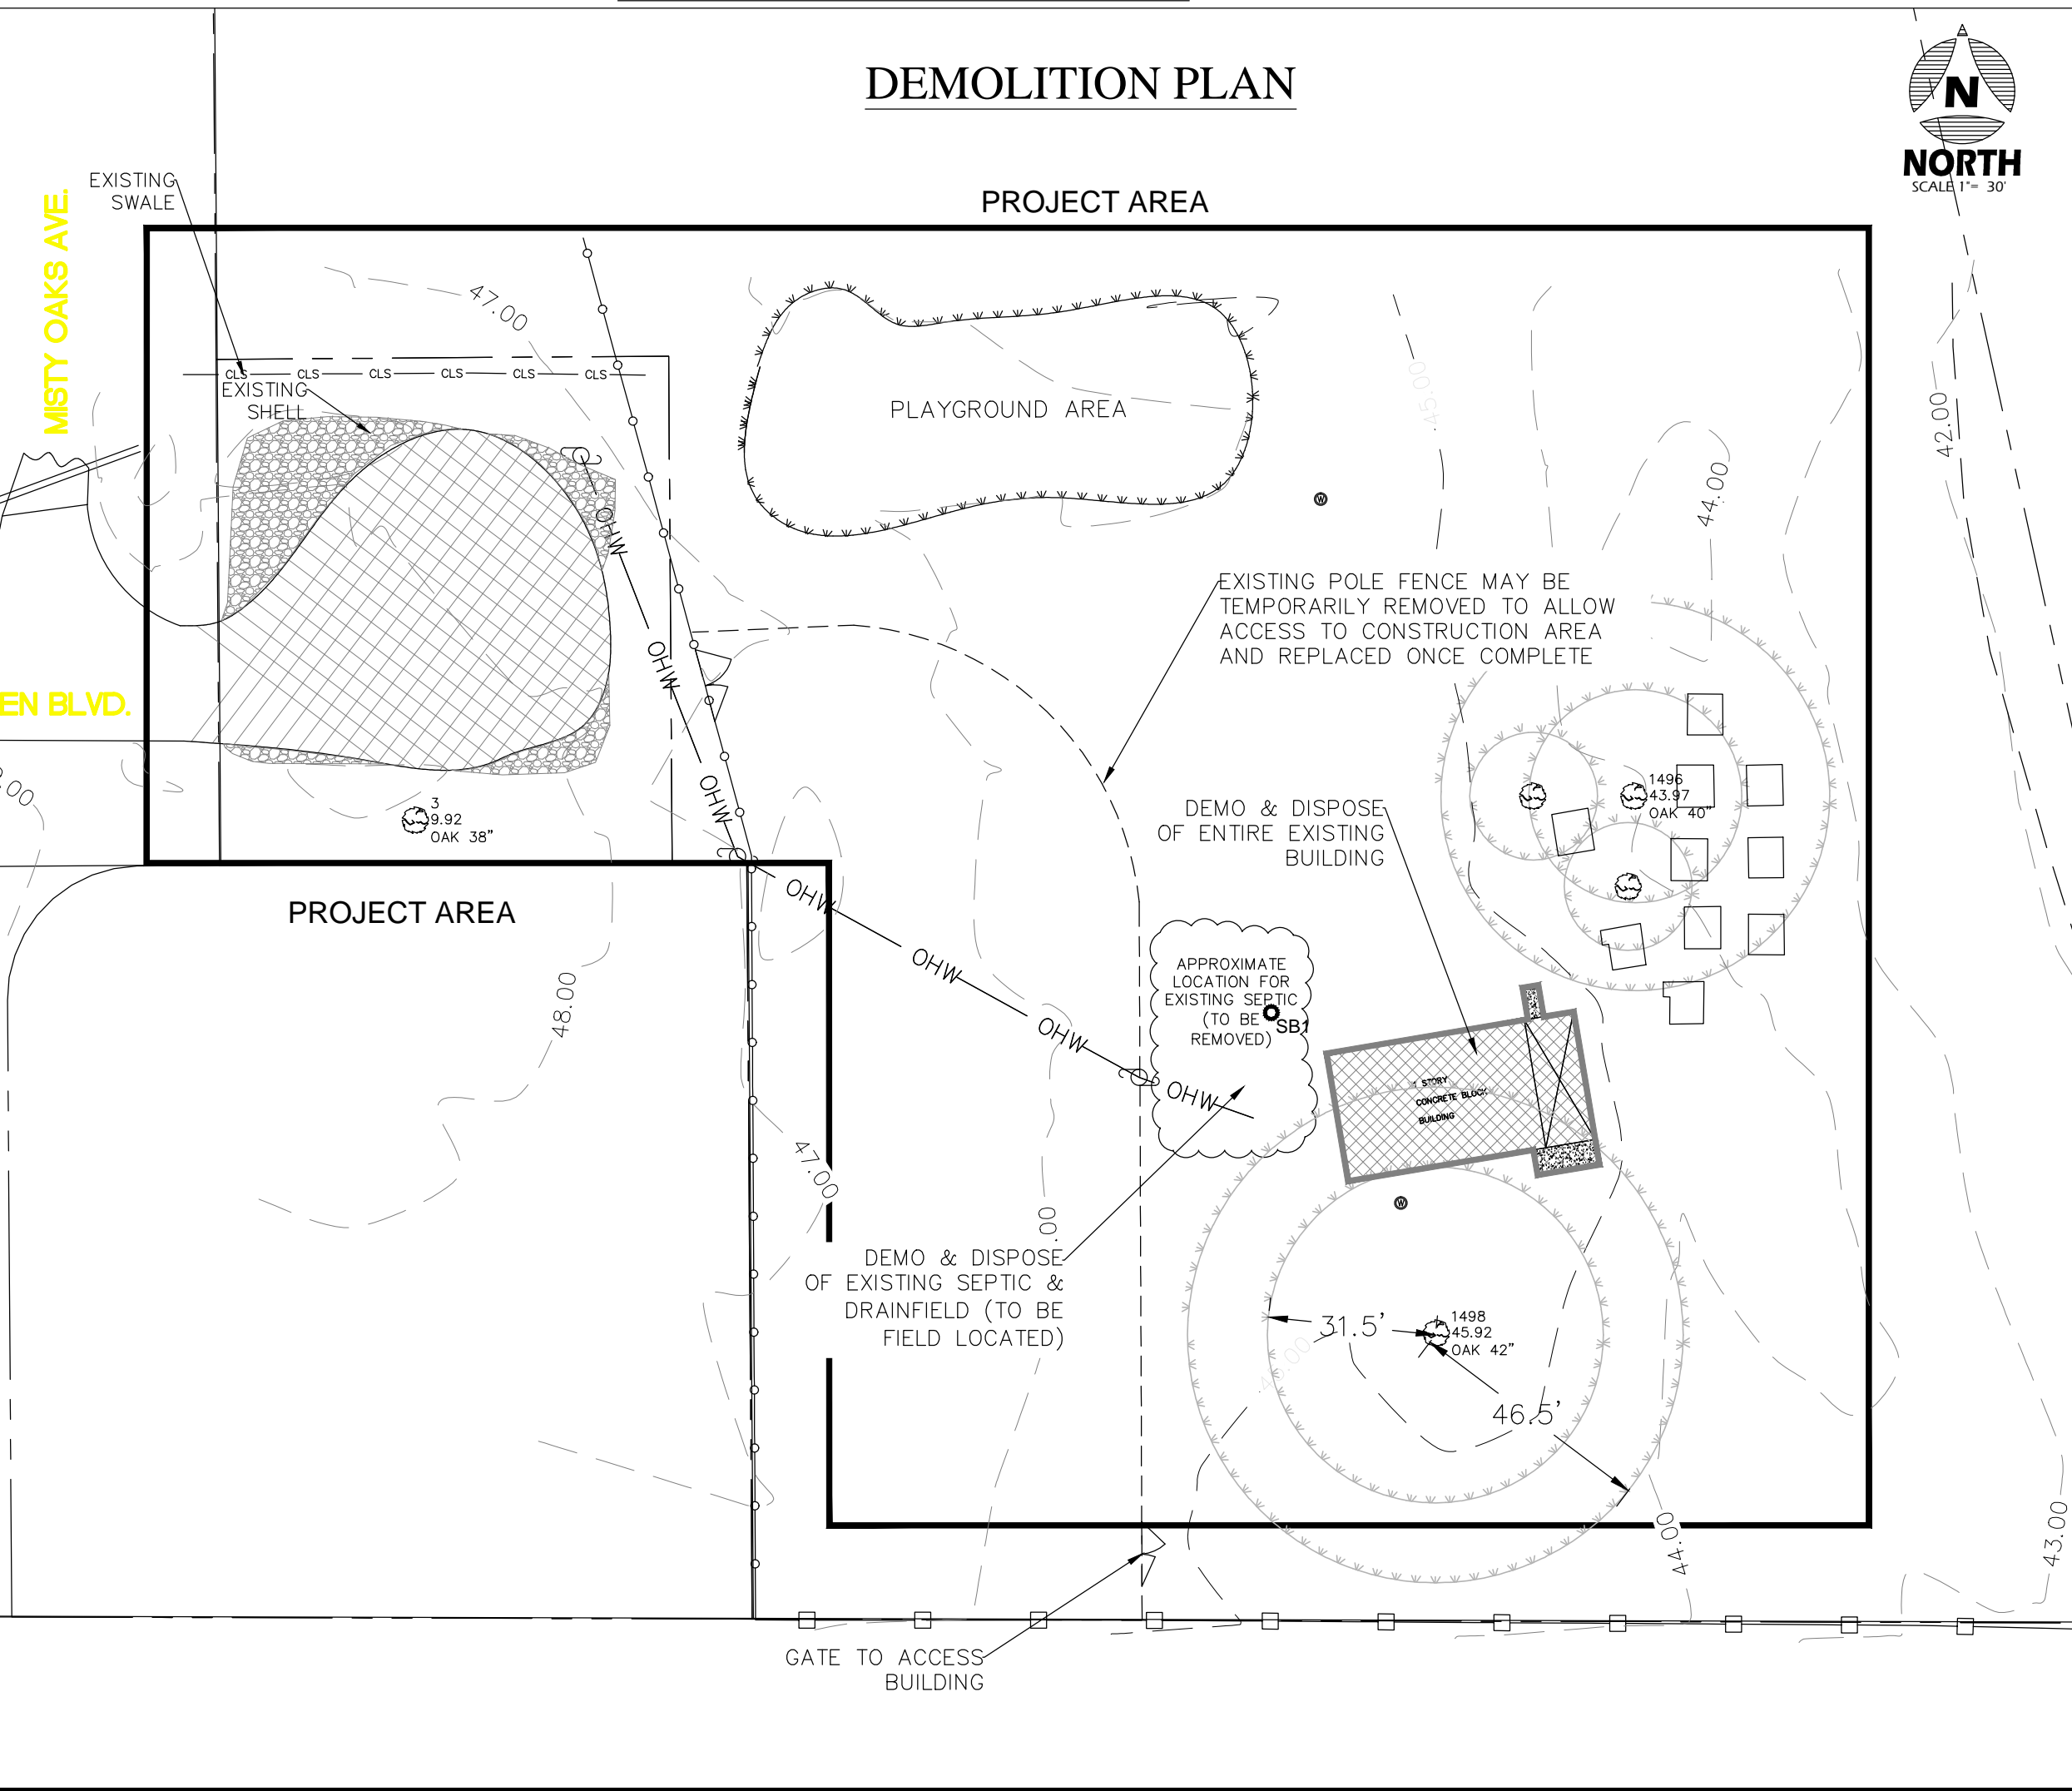 DEMOLITION PLAN
N
NORTH
SCALE 1"= 30'
PROJECT AREA
EXISTING
SWALE
MISTY OAKS AVE.
47.00
CLS CLS CLS CLS CLS CLS
EXISTING
SHELL
PLAYGROUND AREA
45.00
42.00
44.00
W
OHW
EXISTING POLE FENCE MAY BE
TEMPORARILY REMOVED TO ALLOW
ACCESS TO CONSTRUCTION AREA
AND REPLACED ONCE COMPLETE
OHW
EN BLVD.
OHW
3
9.92
OAK 38"
1496
43.97
OAK 40"
DEMO & DISPOSE
OF ENTIRE EXISTING
BUILDING
PROJECT AREA
OHW
OHW
OHW
OHW
48.00
APPROXIMATE
LOCATION FOR
EXISTING SEPTIC
(TO BE
REMOVED)
SB1
1 STORY
CONCRETE BLOCK
BUILDING
47.00
W
.00
DEMO & DISPOSE
OF EXISTING SEPTIC &
DRAINFIELD (TO BE
FIELD LOCATED)
31.5'
1498
45.92
OAK 42"
46.5'
44.00
43.00
GATE TO ACCESS
BUILDING